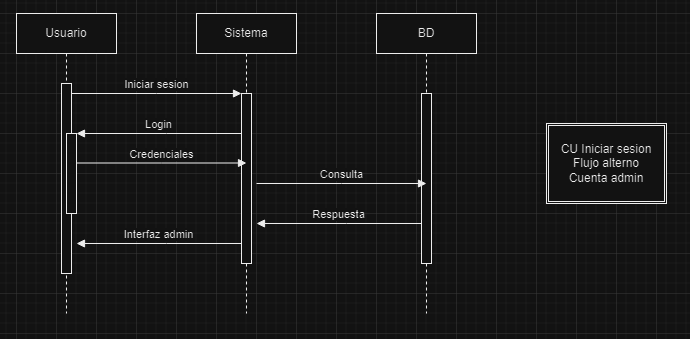 Usuario
Sistema
BD
Iniciar sesion
Login
Credenciales
Consulta
Respuesta
Interfaz admin
CU Iniciar sesion
Flujo alterno
Cuenta admin